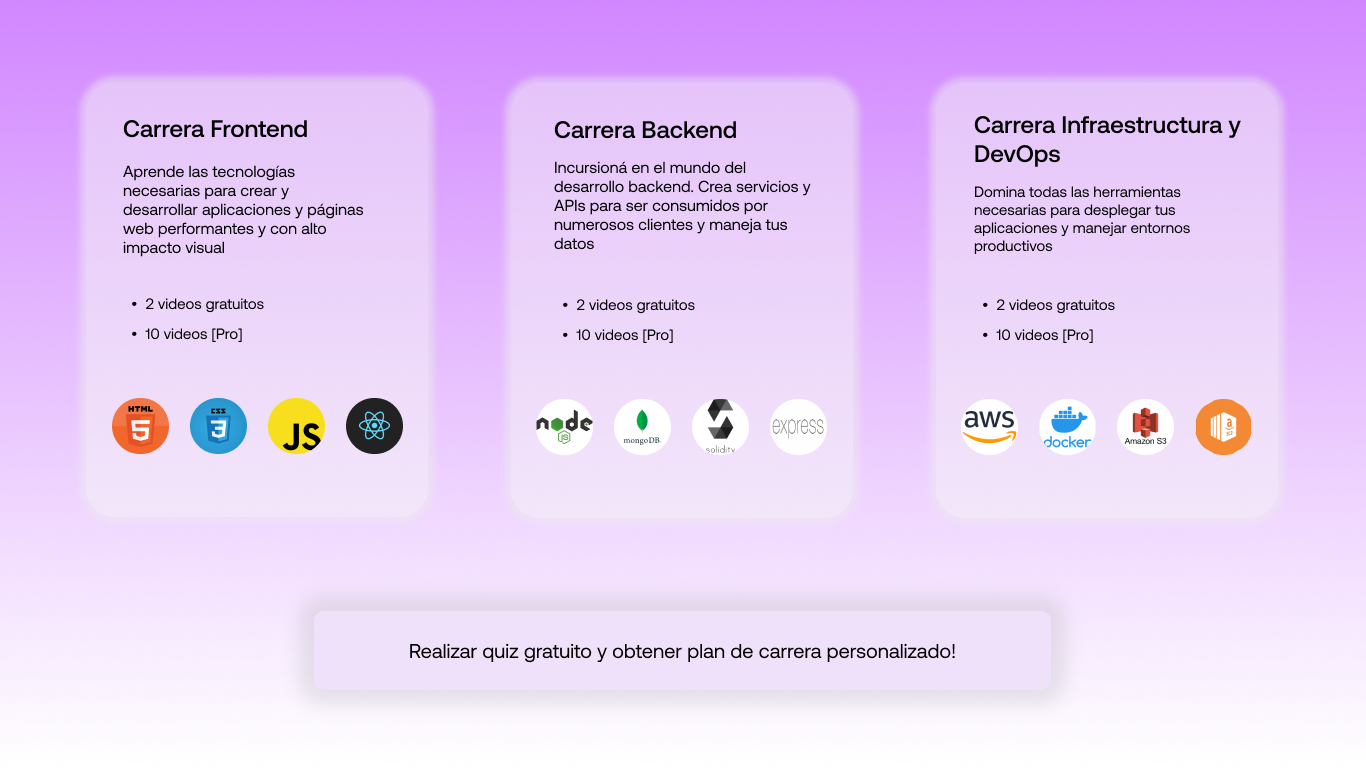 Carrera Frontend
Aprende las tecnologías
necesarias para crear y
desarrollar aplicaciones y páginas
web performantes y con alto
impacto visual
• 2 videos gratuitos
• 10 videos [Pro]
HTML
5
CSS
3
JS
Carrera Backend
Incursioná en el mundo del
desarrollo backend. Crea servicios y
APIs para ser consumidos por
numerosos clientes y maneja tus
datos
• 2 videos gratuitos
• 10 videos [Pro]
node
JS
mongoDB
solidity
express
Carrera Infraestructura y
DevOps
Domina todas las herramientas
necesarias para desplegar tus
aplicaciones y manejar entornos
productivos
• 2 videos gratuitos
• 10 videos [Pro]
aws
docker
Amazon S3
Realizar quiz gratuito y obtener plan de carrera personalizado!